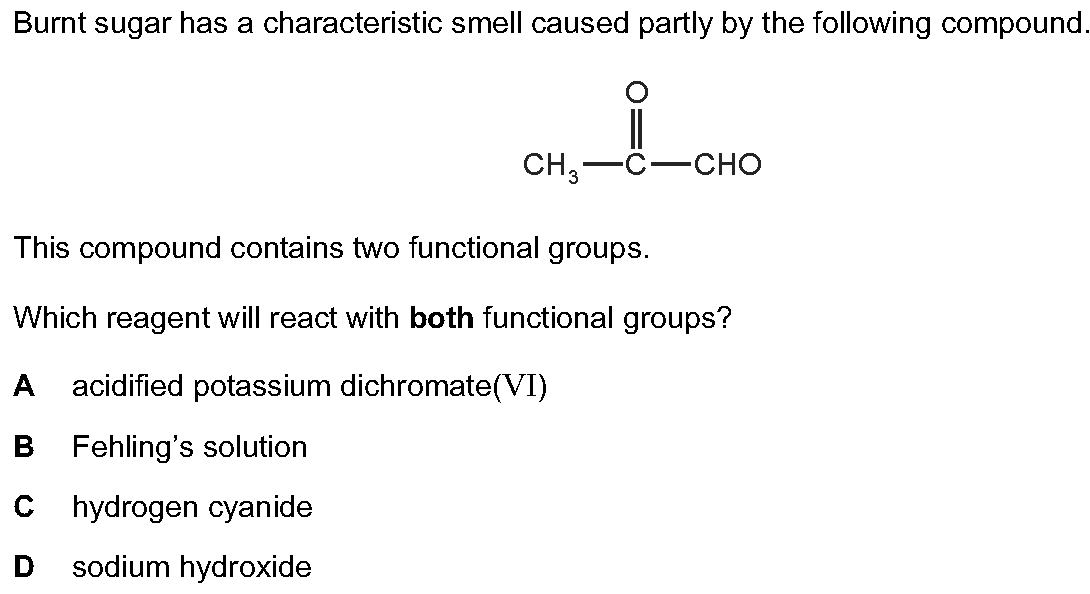 Burnt sugar has a characteristic smell caused partly by the following compound.
O
CH₃—C—CHO
This compound contains two functional groups.
Which reagent will react with both functional groups?
A acidified potassium dichromate(VI)
B Fehling’s solution
C hydrogen cyanide
D sodium hydroxide